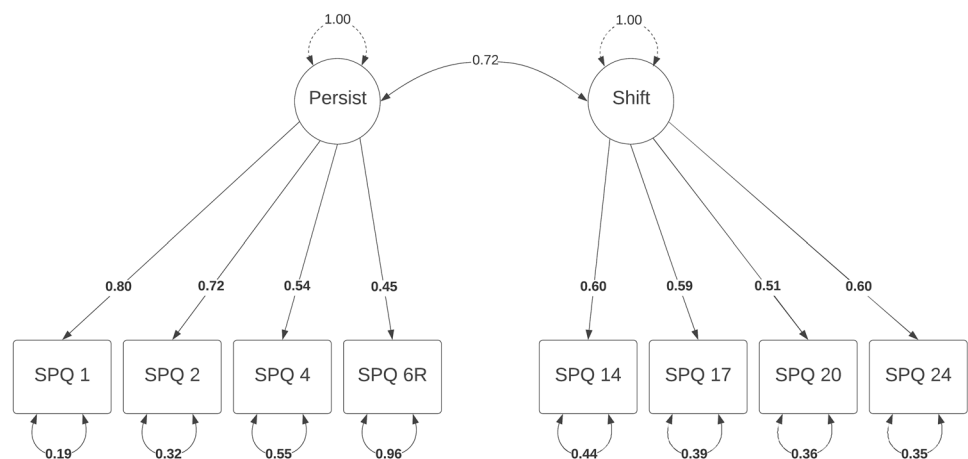 1.00
1.00
0.72
Persist
Shift
0.80
0.72
0.54
0.45
0.60
0.59
0.51
0.60
SPQ 1
SPQ 2
SPQ 4
SPQ 6R
SPQ 14
SPQ 17
SPQ 20
SPQ 24
0.19
0.32
0.55
0.96
0.44
0.39
0.36
0.35